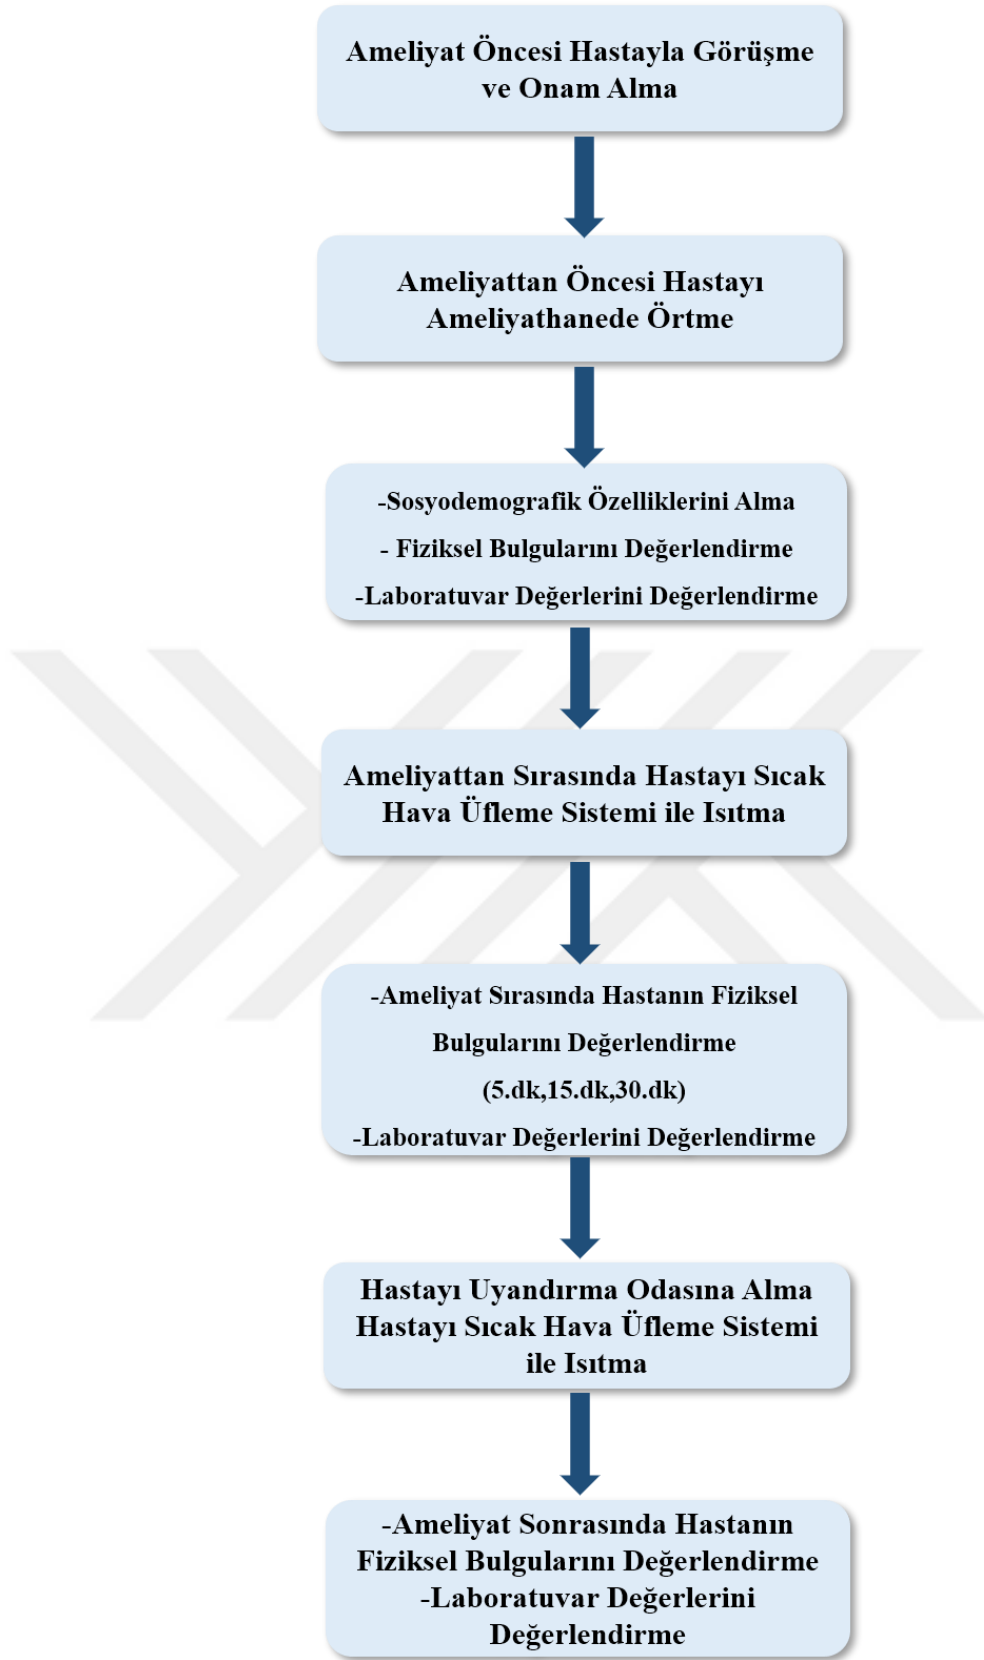 Ameliyat Öncesi Hastayla Görüşme
ve Onam Alma
Ameliyattan Öncesi Hastayı
Ameliyathanede Örtme
-Sosyodemografik Özelliklerini Alma
- Fiziksel Bulgularını Değerlendirme
-Laboratuvar Değerlerini Değerlendirme
Ameliyattan Sırasında Hastayı Sıcak
Hava Üfleme Sistemi ile Isıtma
-Ameliyat Sırasında Hastanın Fiziksel
Bulgularını Değerlendirme
(5.dk,15.dk,30.dk)
-Laboratuvar Değerlerini Değerlendirme
Hastayı Uyandırma Odasına Alma
Hastayı Sıcak Hava Üfleme Sistemi
ile Isıtma
-Ameliyat Sonrasında Hastanın
Fiziksel Bulgularını Değerlendirme
-Laboratuvar Değerlerini
Değerlendirme